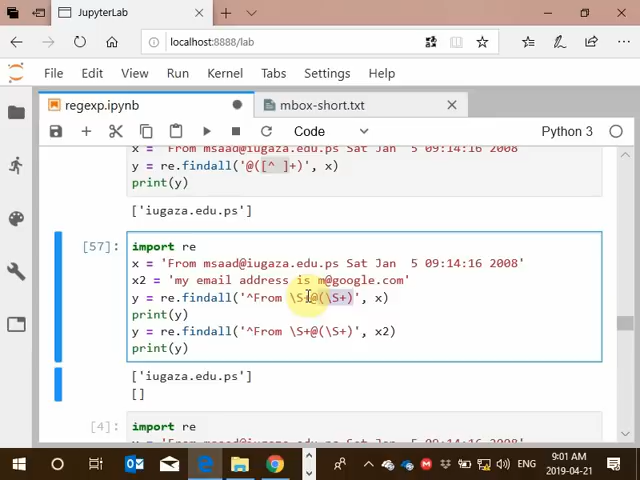 JupyterLab
localhost:8888/lab
File Edit View Run Kernel Tabs Settings Help
regexp.ipynb
mbox-short.txt
Code
Python 3
x = 'From msaad@iugaza.edu.ps Sat Jan  5 09:14:16 2008'
y = re.findall('@([^ ]+)', x)
print(y)
['iugaza.edu.ps']
[57]:
import re
x = 'From msaad@iugaza.edu.ps Sat Jan  5 09:14:16 2008'
x2 = 'my email address is m@google.com'
y = re.findall('^From \S+@(\S+)', x)
print(y)
y = re.findall('^From \S+@(\S+)', x2)
print(y)
['iugaza.edu.ps']
[]
[4]:
import re
ENG
9:01 AM
2019-04-21